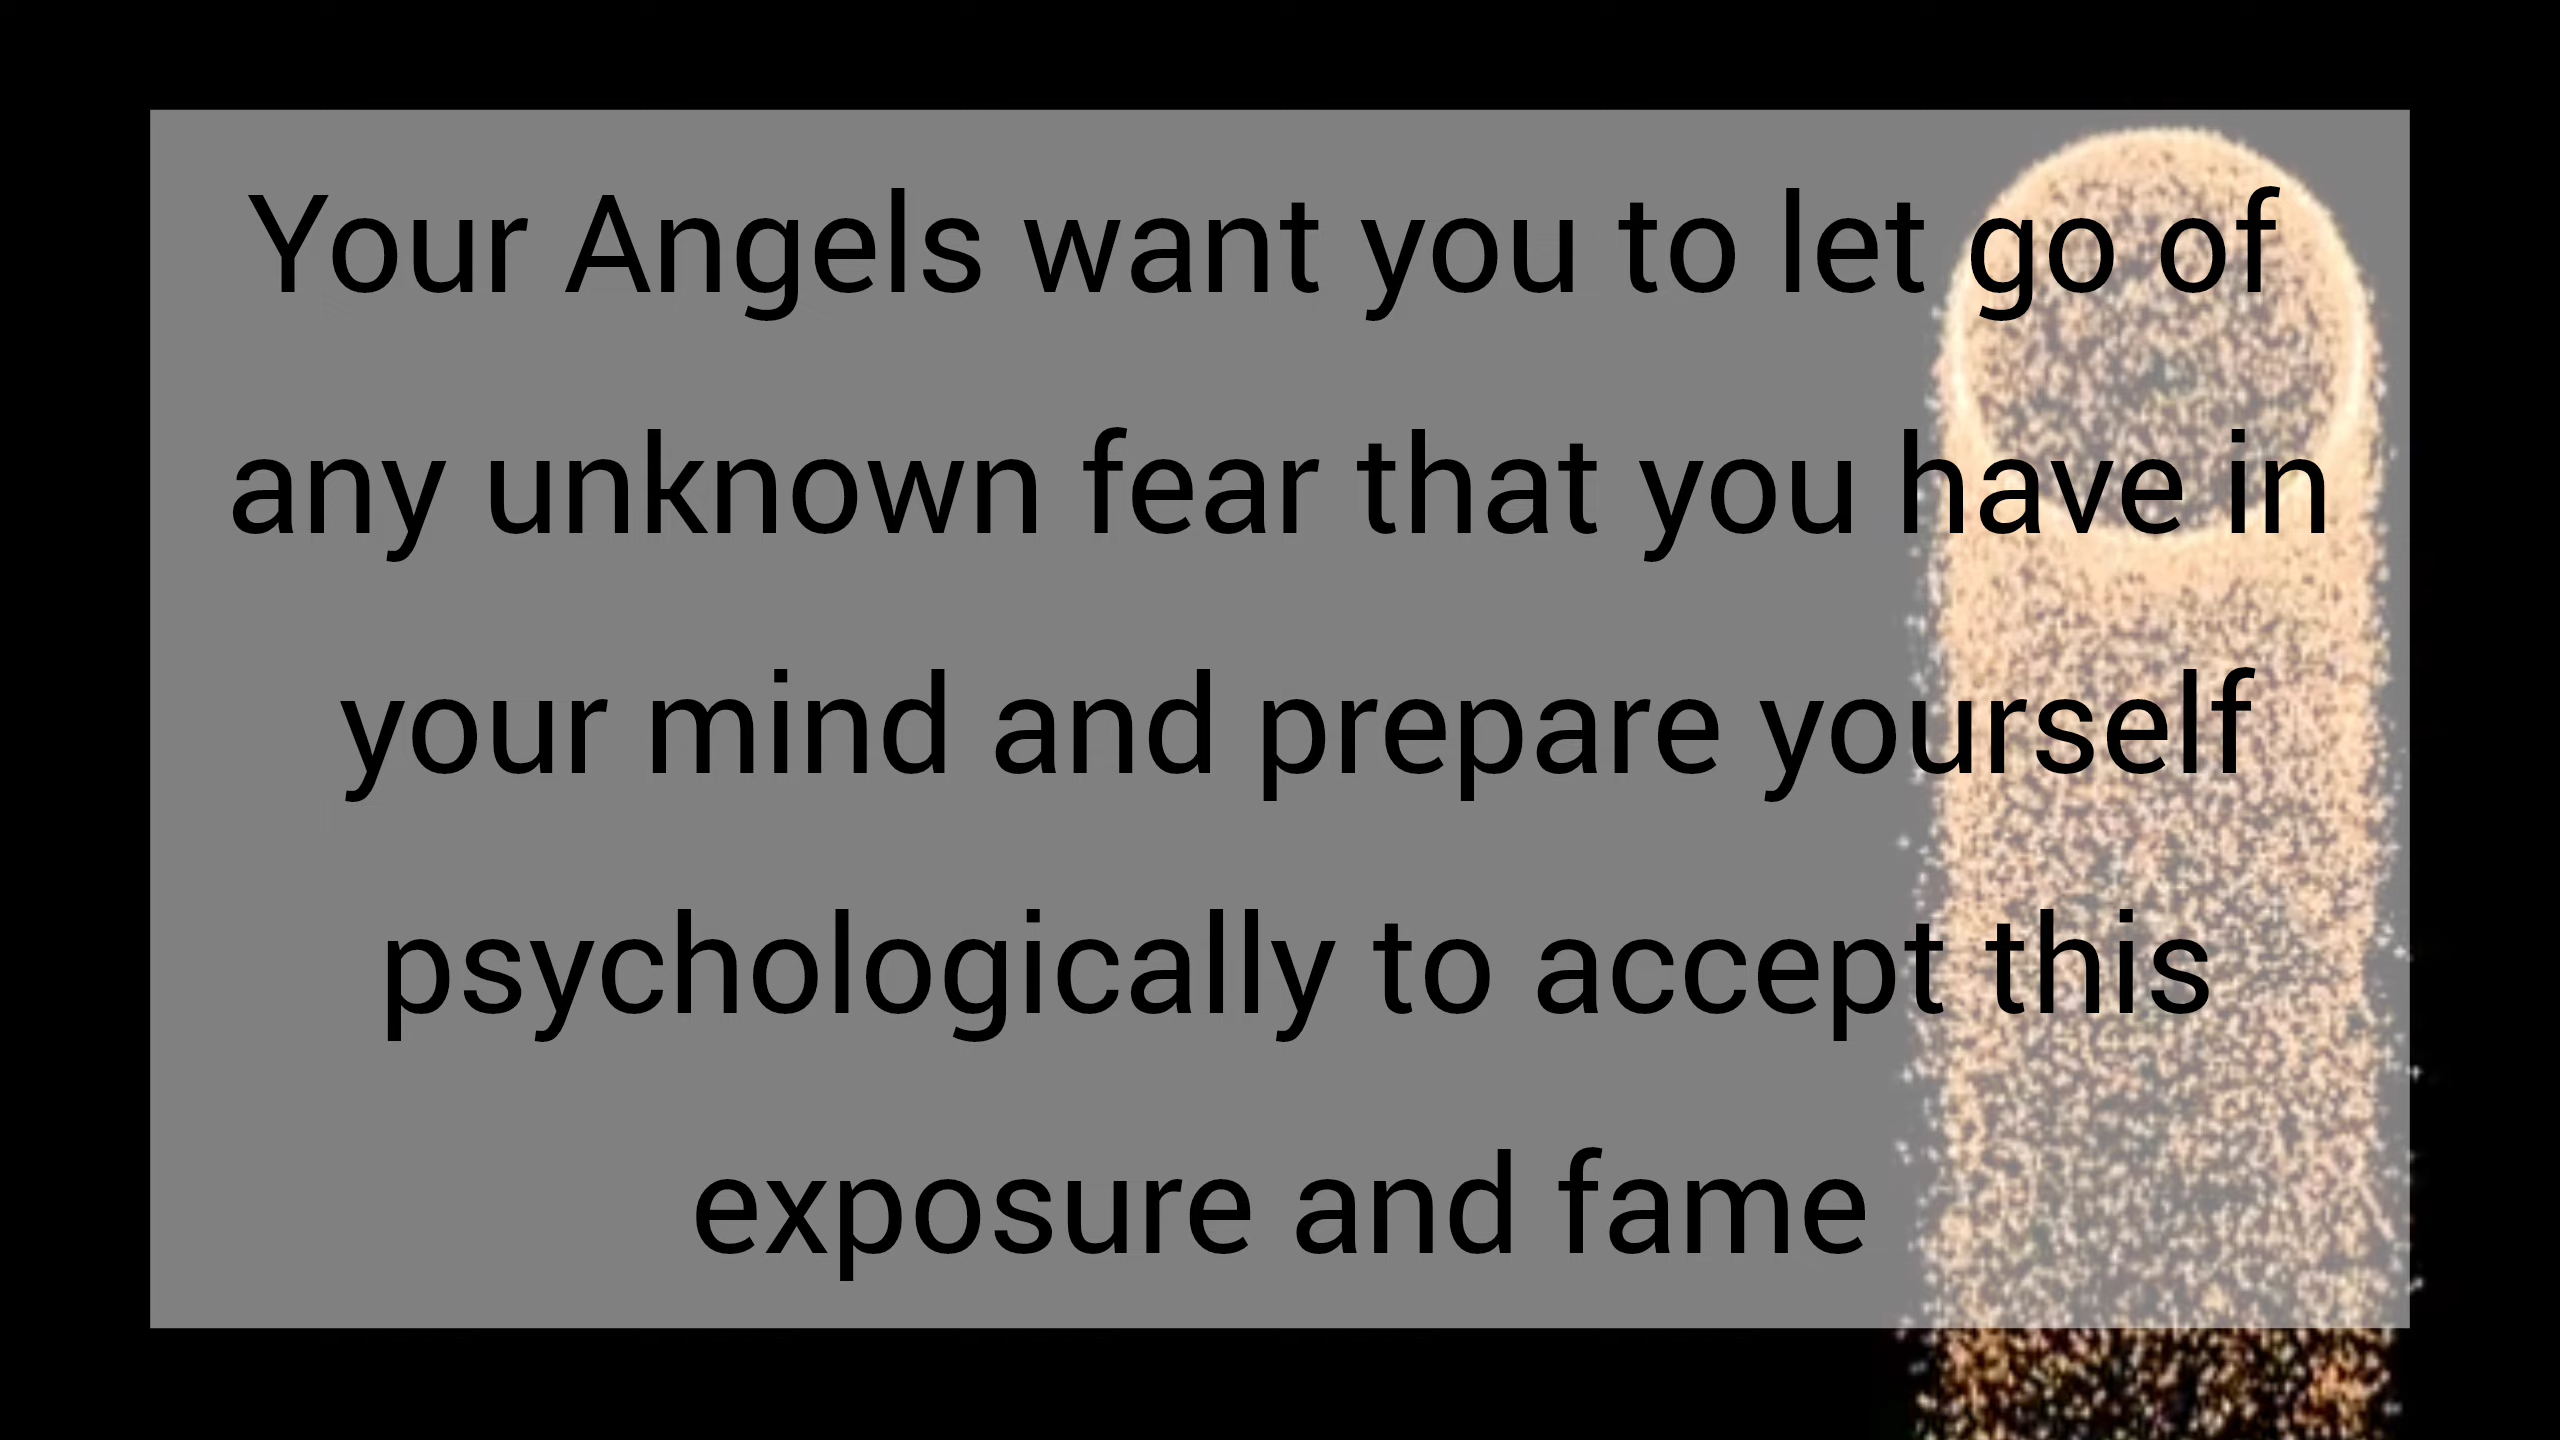 Your Angels want you to let go of
any unknown fear that you have in
your mind and prepare yourself
psychologically to accept this
exposure and fame